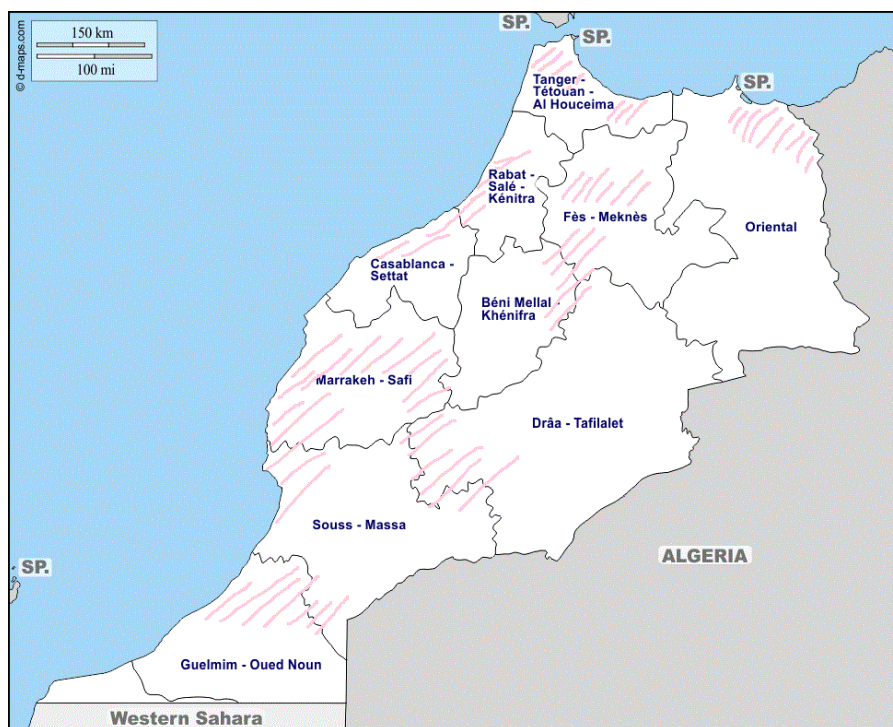 150 km
100 mi
© d-maps.com
SP.
SP.
SP.
Tanger -
Tétouan -
Al Houceima
Rabat -
Salé -
Kénitra
Fès - Meknès
Oriental
Casablanca -
Settat
Béni Mellal -
Khénifra
Marrakeh - Safi
Drâa - Tafilalet
Souss - Massa
ALGERIA
SP.
Guelmim - Oued Noun
Western Sahara